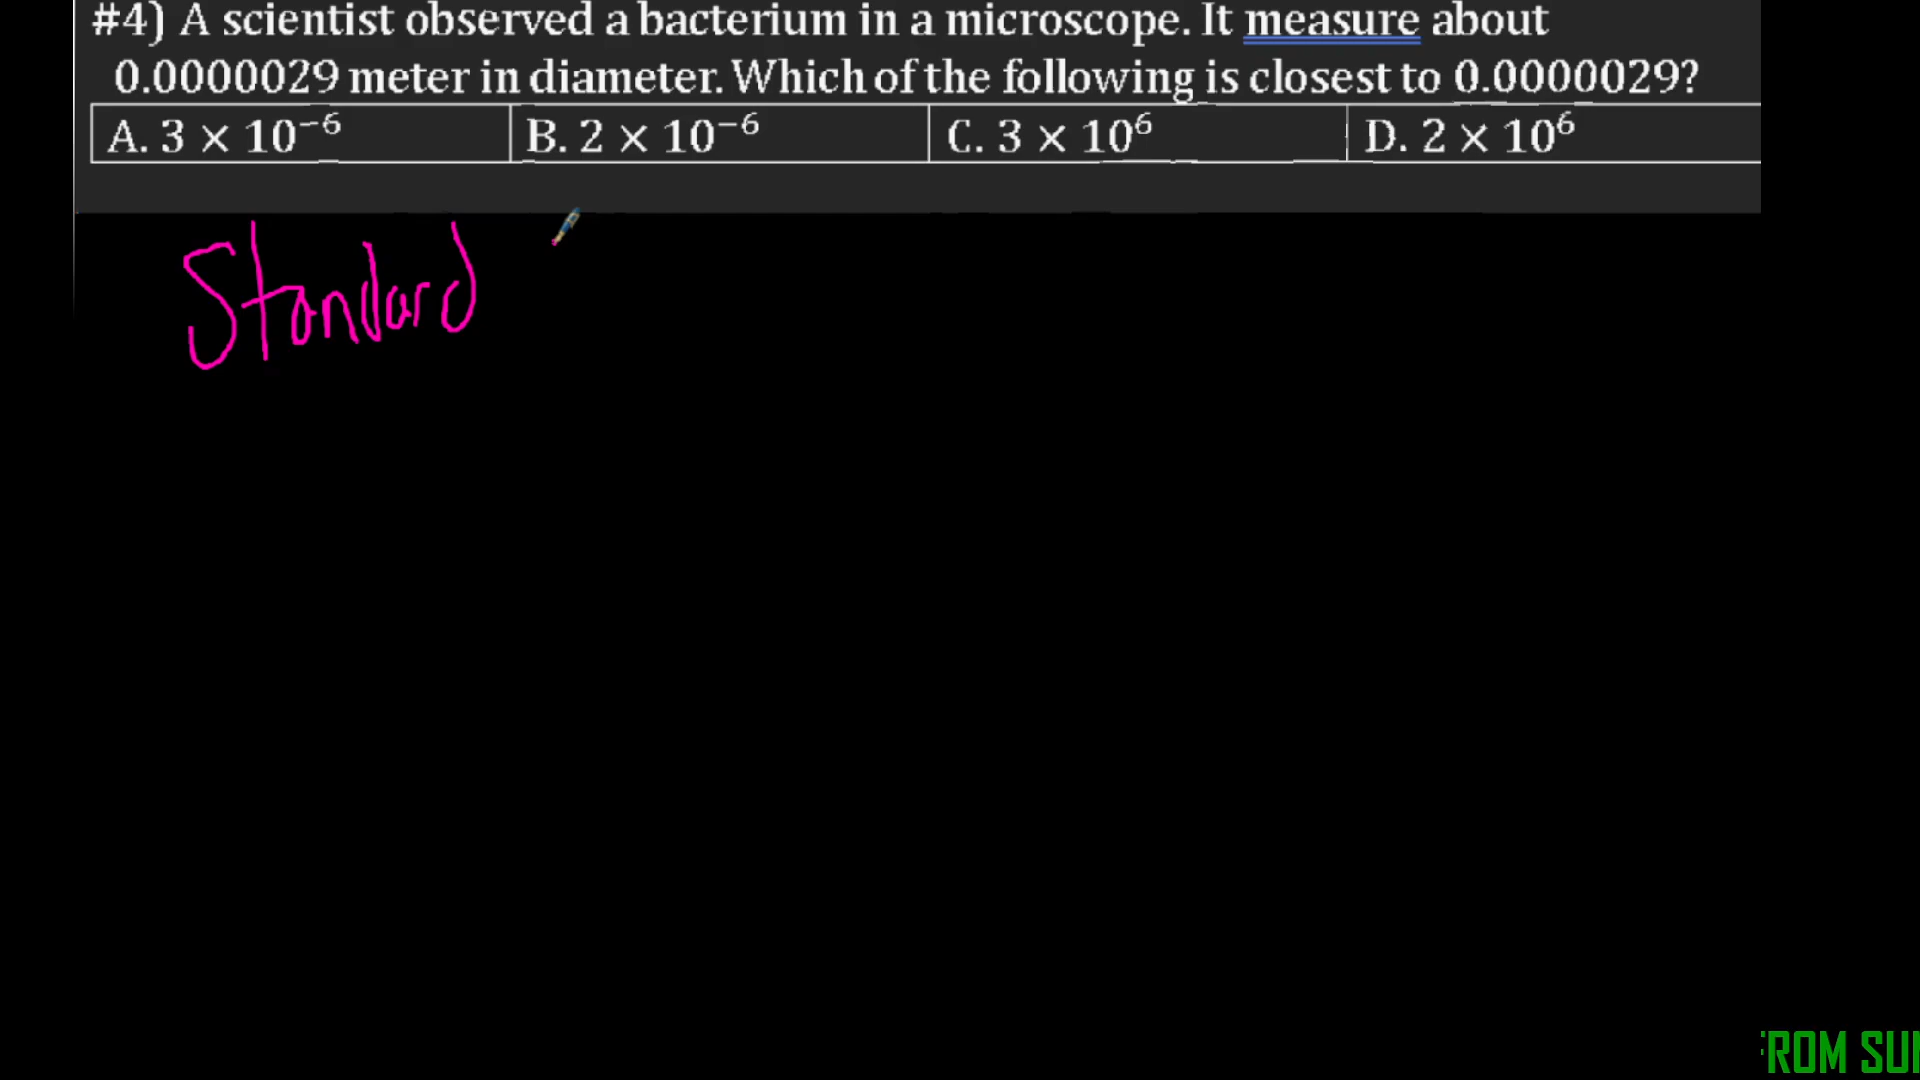 #4) A scientist observed a bacterium in a microscope. It measure about
0.0000029 meter in diameter. Which of the following is closest to 0.0000029?
A. 3 × 10⁻⁶ B. 2 × 10⁻⁶ C. 3 × 10⁶ D. 2 × 10⁶
Standard
ROM